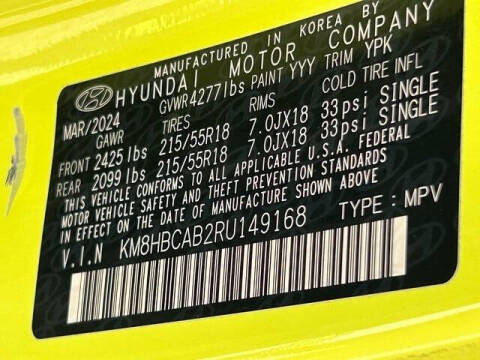 MANUFACTURED IN KOREA BY
HYUNDAI MOTOR COMPANY
MAR/2024 GVWR 4277 lbs PAINT YYY TRIM YPK
GAWR TIRES RIMS COLD TIRE INFL
FRONT 2425 lbs 215/55R18 7.0JX18 33psi SINGLE
REAR 2099 lbs 215/55R18 7.0JX18 33psi SINGLE
THIS VEHICLE CONFORMS TO ALL APPLICABLE U.S.A. FEDERAL
MOTOR VEHICLE SAFETY AND THEFT PREVENTION STANDARDS
IN EFFECT ON THE DATE OF MANUFACTURE SHOWN ABOVE.
V.I.N KM8HBCAB2RU149168 TYPE : MPV